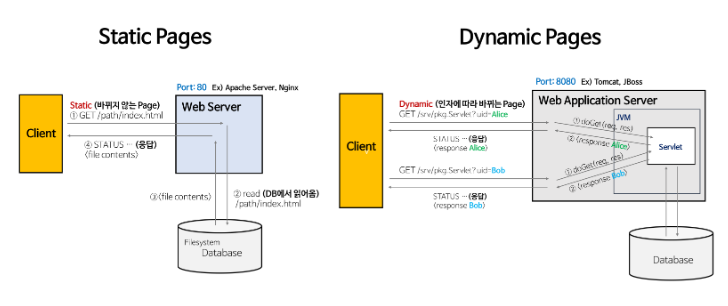 Static Pages
Port: 80 Ex) Apache Server, Nginx
Static (바뀌지 않는 Page)
① GET /path/index.html
Web Server
Client
④ STATUS ··· (응답)
(file contents)
③(file contents)
② read (DB에서 읽어옴)
/path/index.html
Filesystem
Database
Dynamic Pages
Port: 8080 Ex) Tomcat, JBoss
Dynamic (인자에 따라 바뀌는 Page)
GET /srv/pkg.Servlet?uid=Alice
Web Application Server
JVM
① doGet(req, res)
STATUS ··· (응답)
(response Alice)
② (response Alice)
Client
Servlet
GET /srv/pkg.Servlet?uid=Bob
① doGet(req, res)
② (response Bob)
STATUS ··· (응답)
(response Bob)
Database